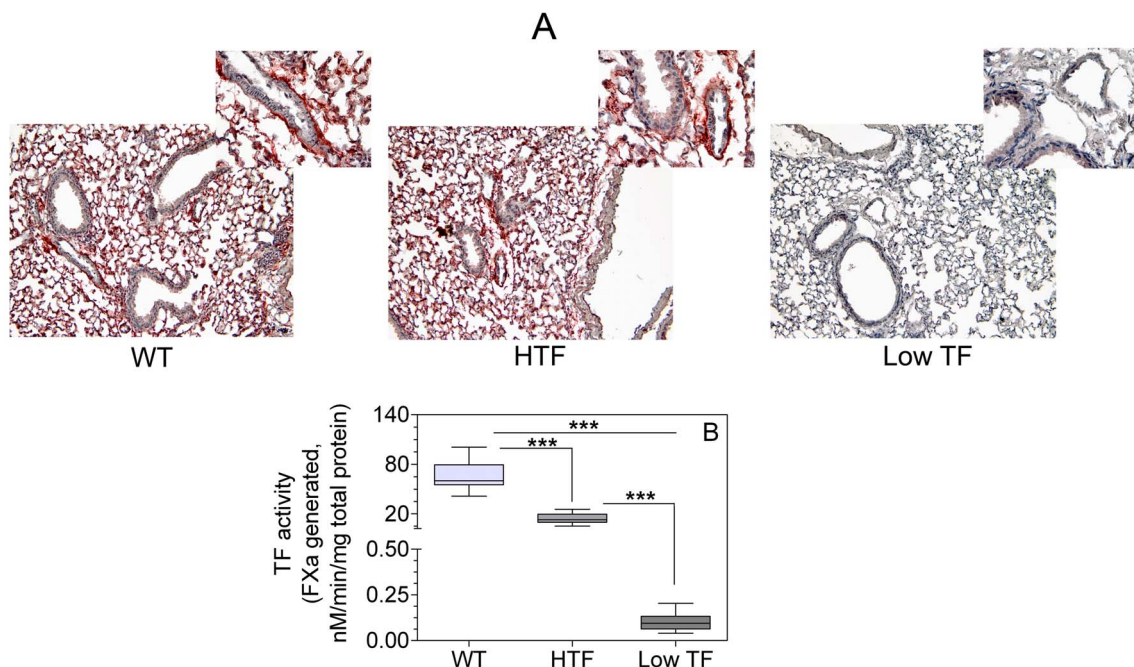 A
WT
HTF
Low TF
B
TF activity
(FXa generated,
nM/min/mg total protein)
140
80
20
0.50
0.25
0.00
***
***
***
WT
HTF
Low TF